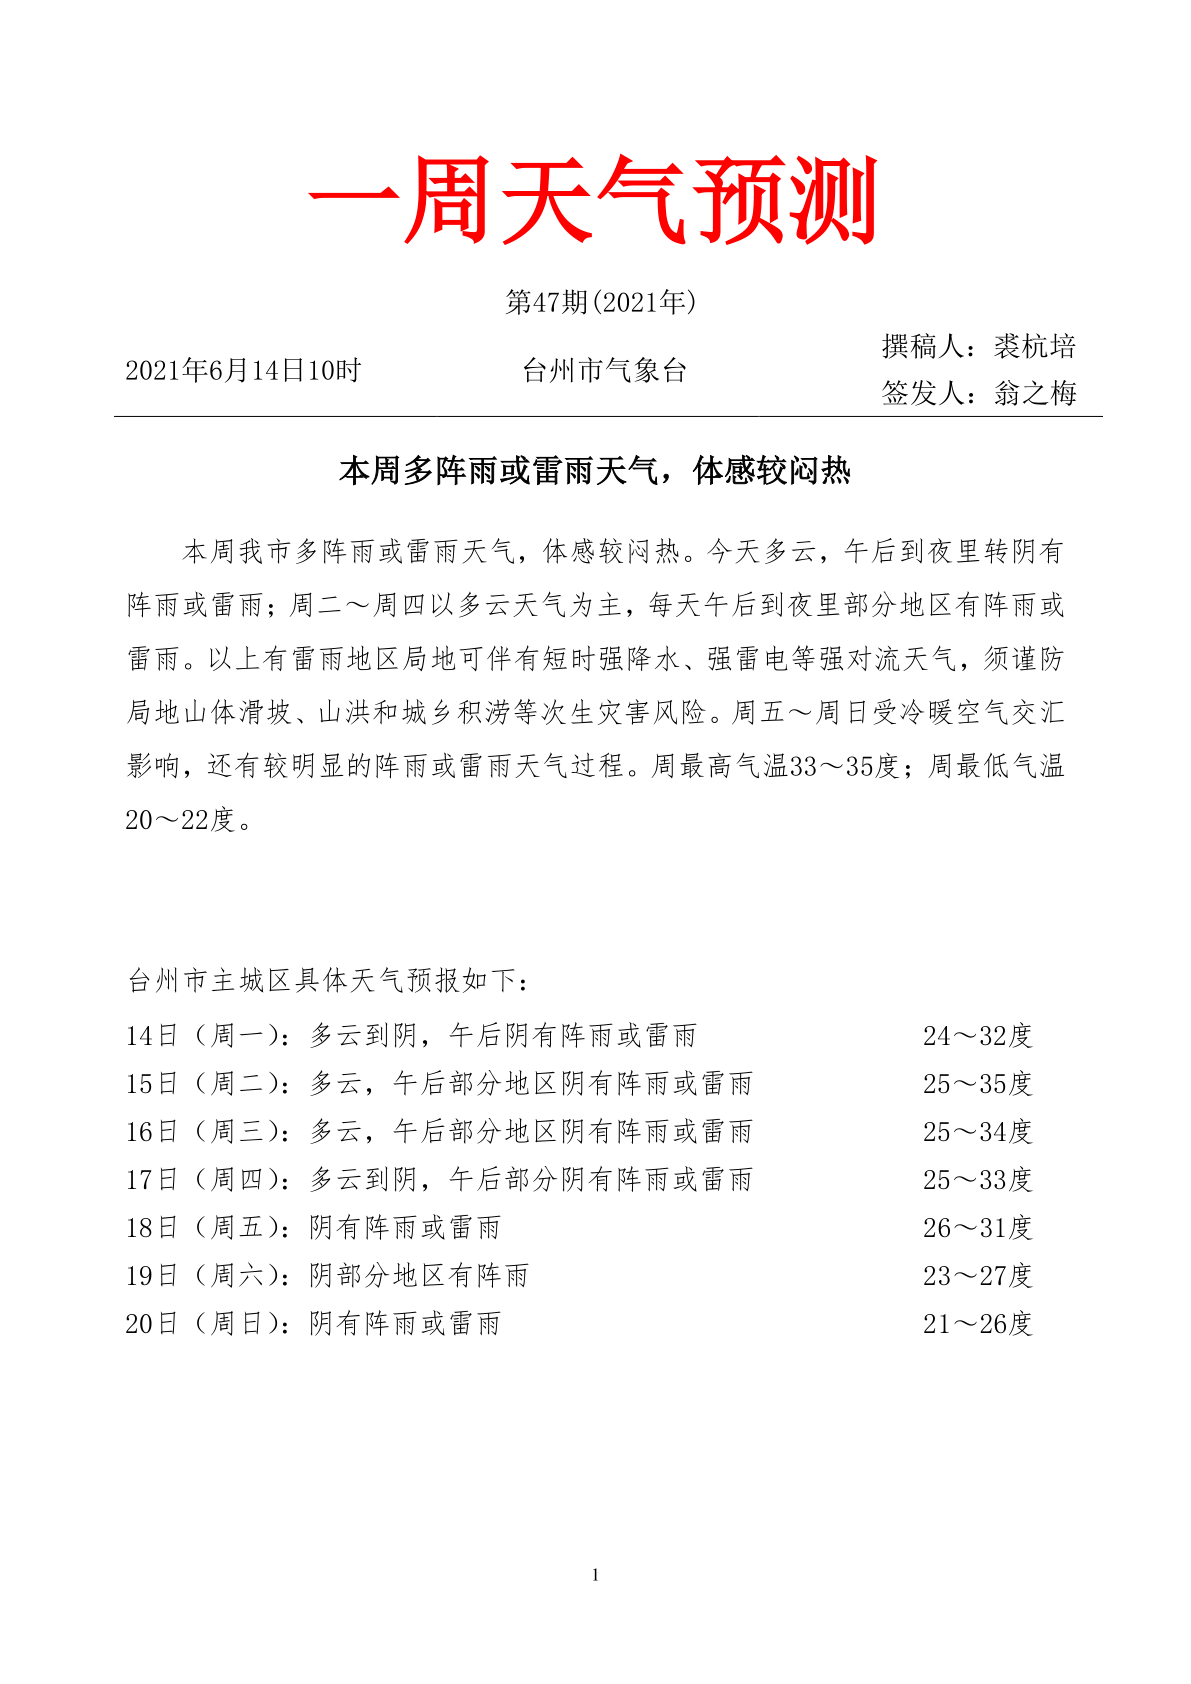 一周天气预测
第47期(2021年)
2021年6月14日10时
台州市气象台
撰稿人：裘杭培
签发人：翁之梅
本周多阵雨或雷雨天气，体感较闷热
本周我市多阵雨或雷雨天气，体感较闷热。今天多云，午后到夜里转阴有
阵雨或雷雨；周二～周四以多云天气为主，每天午后到夜里部分地区有阵雨或
雷雨。以上有雷雨地区局地可伴有短时强降水、强雷电等强对流天气，须谨防
局地山体滑坡、山洪和城乡积涝等次生灾害风险。周五～周日受冷暖空气交汇
影响，还有较明显的阵雨或雷雨天气过程。周最高气温33～35度；周最低气温
20～22度。
台州市主城区具体天气预报如下：
14日（周一）：多云到阴，午后阴有阵雨或雷雨 24～32度
15日（周二）：多云，午后部分地区阴有阵雨或雷雨 25～35度
16日（周三）：多云，午后部分地区阴有阵雨或雷雨 25～34度
17日（周四）：多云到阴，午后部分阴有阵雨或雷雨 25～33度
18日（周五）：阴有阵雨或雷雨 26～31度
19日（周六）：阴部分地区有阵雨 23～27度
20日（周日）：阴有阵雨或雷雨 21～26度
1